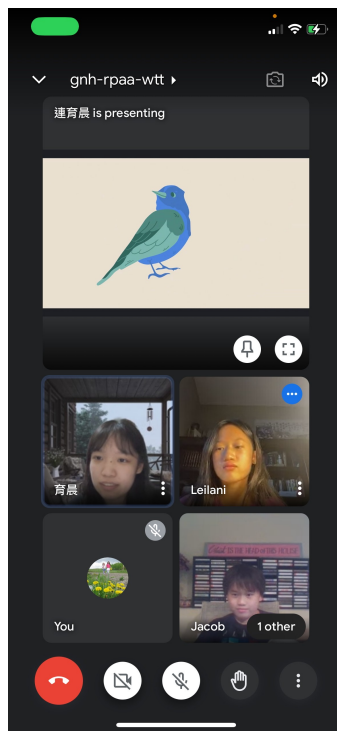 gnh-rpaa-wtt
連育晨 is presenting
育晨
Leilani
You
Jacob
1 other